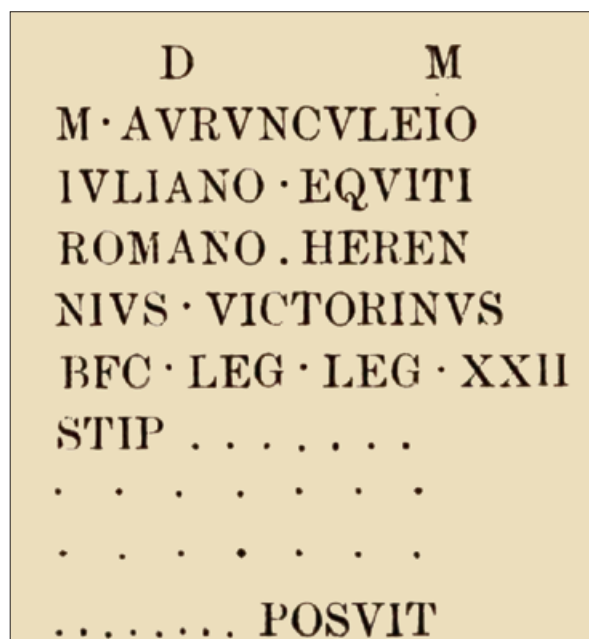 D M
M · AVRVNCVLEIO
IVLIANO · EQVITI
ROMANO . HEREN
NIVS · VICTORINVS
BFC · LEG · LEG · XXII
STIP . . . . . . .
. . . . . . .
. . . . . . .
. . . . . . . . POSVIT